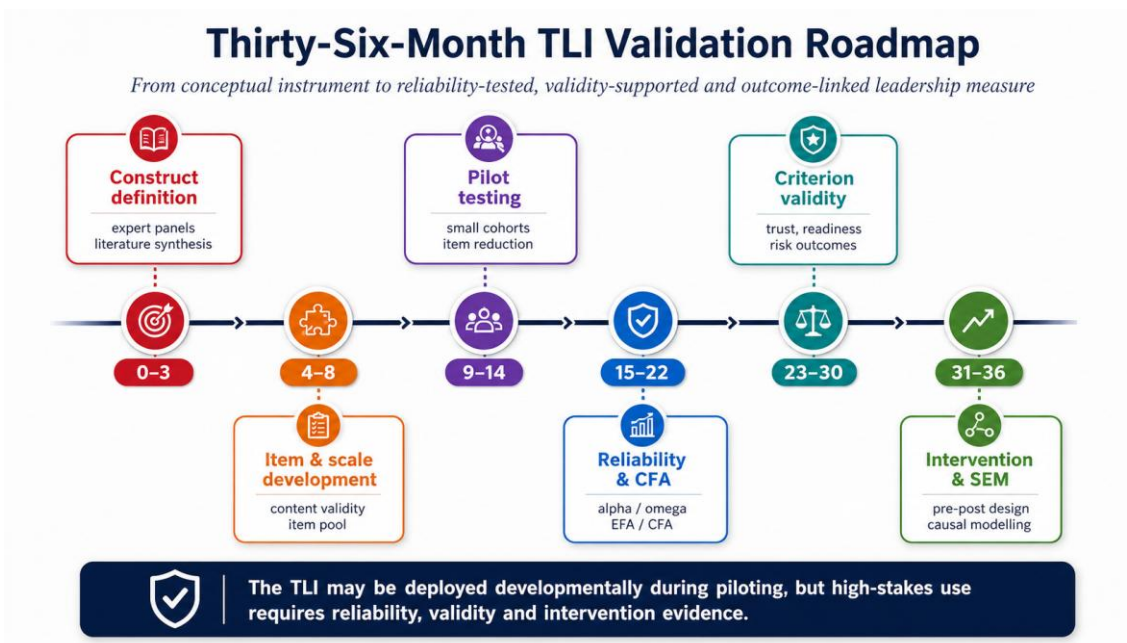 Thirty-Six-Month TLI Validation Roadmap
From conceptual instrument to reliability-tested, validity-supported and outcome-linked leadership measure
Construct
definition
expert panels
literature synthesis
0–3
4–8
Item & scale
development
content validity
item pool
Pilot
testing
small cohorts
item reduction
9–14
15–22
Reliability
& CFA
alpha / omega
EFA / CFA
Criterion
validity
trust, readiness
risk outcomes
23–30
31–36
Intervention
& SEM
pre-post design
causal modelling
The TLI may be deployed developmentally during piloting, but high-stakes use
requires reliability, validity and intervention evidence.